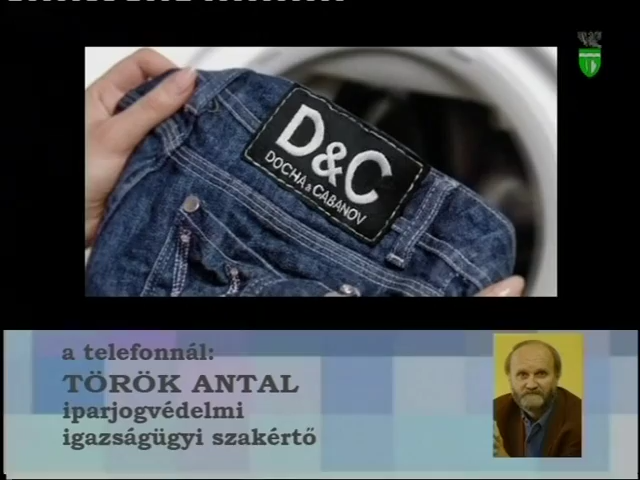 D&C
DOCHA & CABANOV
a telefonnál:
TÖRÖK ANTAL
iparjogvédelmi
igazságügyi szakértő